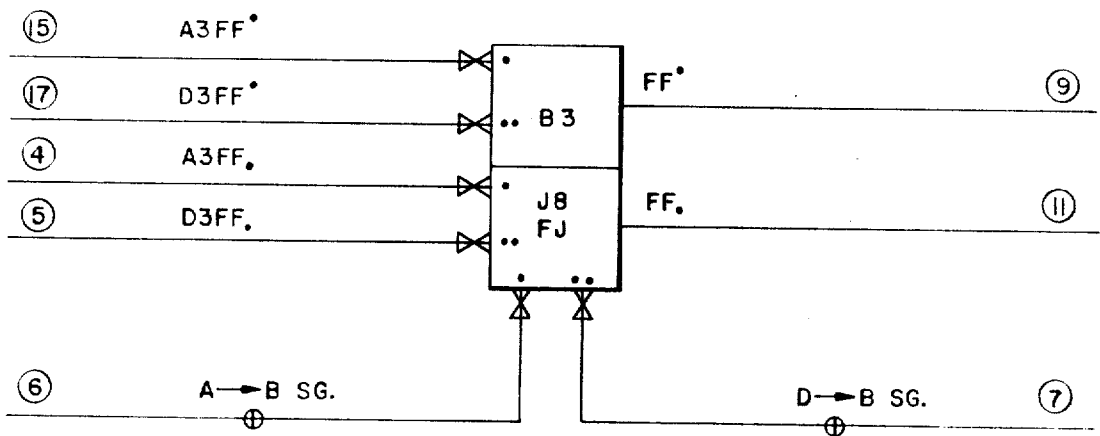 15 A3FF•
FF• 9
17 D3FF•
B3
4 A3FF.
J8
FJ
FF. 11
5 D3FF.
6 A→B SG.
D→B SG. 7